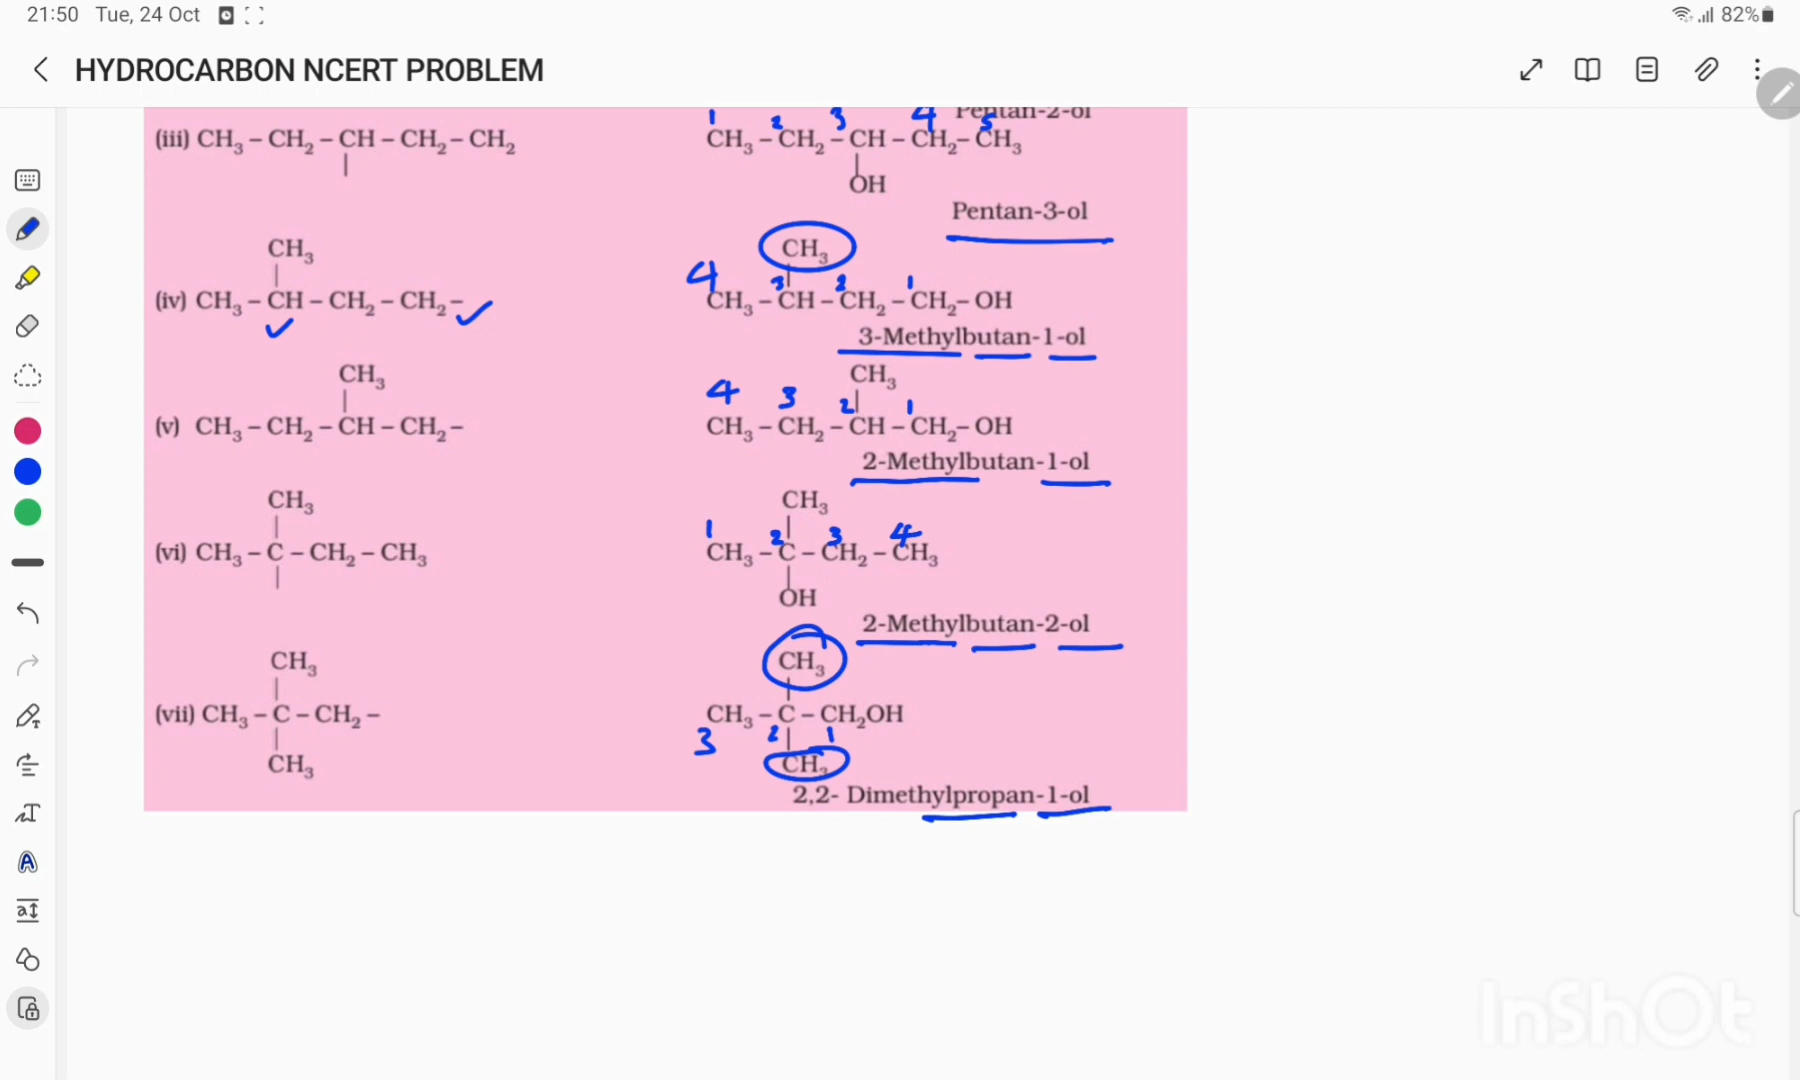 21:50 Tue, 24 Oct 82%
HYDROCARBON NCERT PROBLEM
Pentan-2-ol
1 2 3 4 5
(iii) CH₃ – CH₂ – CH – CH₂ – CH₂ CH₃ – CH₂ – CH – CH₂ – CH₃
OH
Pentan-3-ol
CH₃ CH₃
4 3 2 1
(iv) CH₃ – CH – CH₂ – CH₂ – CH₃ – CH – CH₂ – CH₂ – OH
3-Methylbutan-1-ol
CH₃ CH₃
4 3 2 1
(v) CH₃ – CH₂ – CH – CH₂ – CH₃ – CH₂ – CH – CH₂ – OH
2-Methylbutan-1-ol
CH₃ CH₃
1 2 3 4
(vi) CH₃ – C – CH₂ – CH₃ CH₃ – C – CH₂ – CH₃
OH
2-Methylbutan-2-ol
CH₃ CH₃
(vii) CH₃ – C – CH₂ – CH₃ – C – CH₂OH
3 2 1
CH₃ CH₃
2,2- Dimethylpropan-1-ol
InShOt